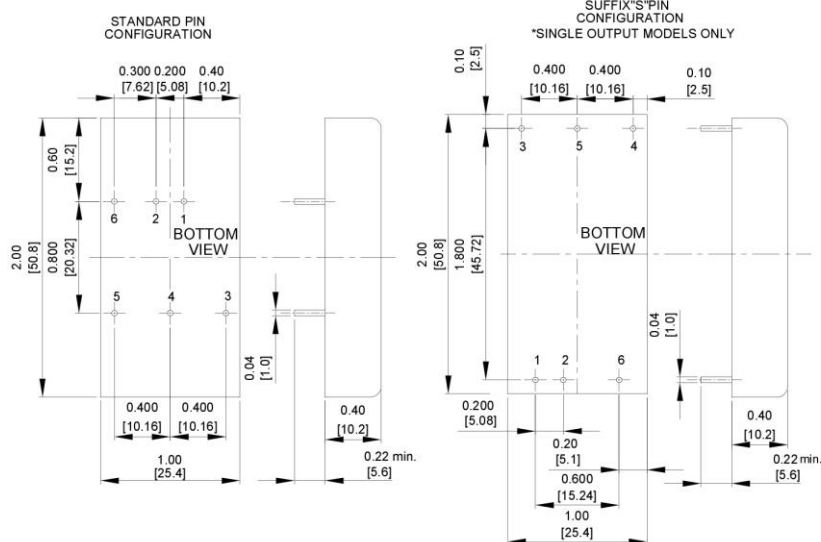 STANDARD PIN
CONFIGURATION
0.300 0.200 0.40
[7.62] [5.08] [10.2]
0.60
[15.2]
6 2 1
BOTTOM
VIEW
2.00
[50.8]
0.800
[20.32]
5 4 3
0.04
[1.0]
0.400 0.400
[10.16] [10.16]
0.40
[10.2]
1.00
[25.4]
0.22 min.
[5.6]
SUFFIX"S"PIN
CONFIGURATION
*SINGLE OUTPUT MODELS ONLY
0.10
[2.5]
0.400 0.400 0.10
[10.16] [10.16] [2.5]
3 5 4
BOTTOM
VIEW
2.00
[50.8]
1.800
[45.72]
0.04
[1.0]
1 2 6
0.200
[5.08]
0.40
[10.2]
0.20
[5.1]
0.22 min.
[5.6]
0.600
[15.24]
1.00
[25.4]